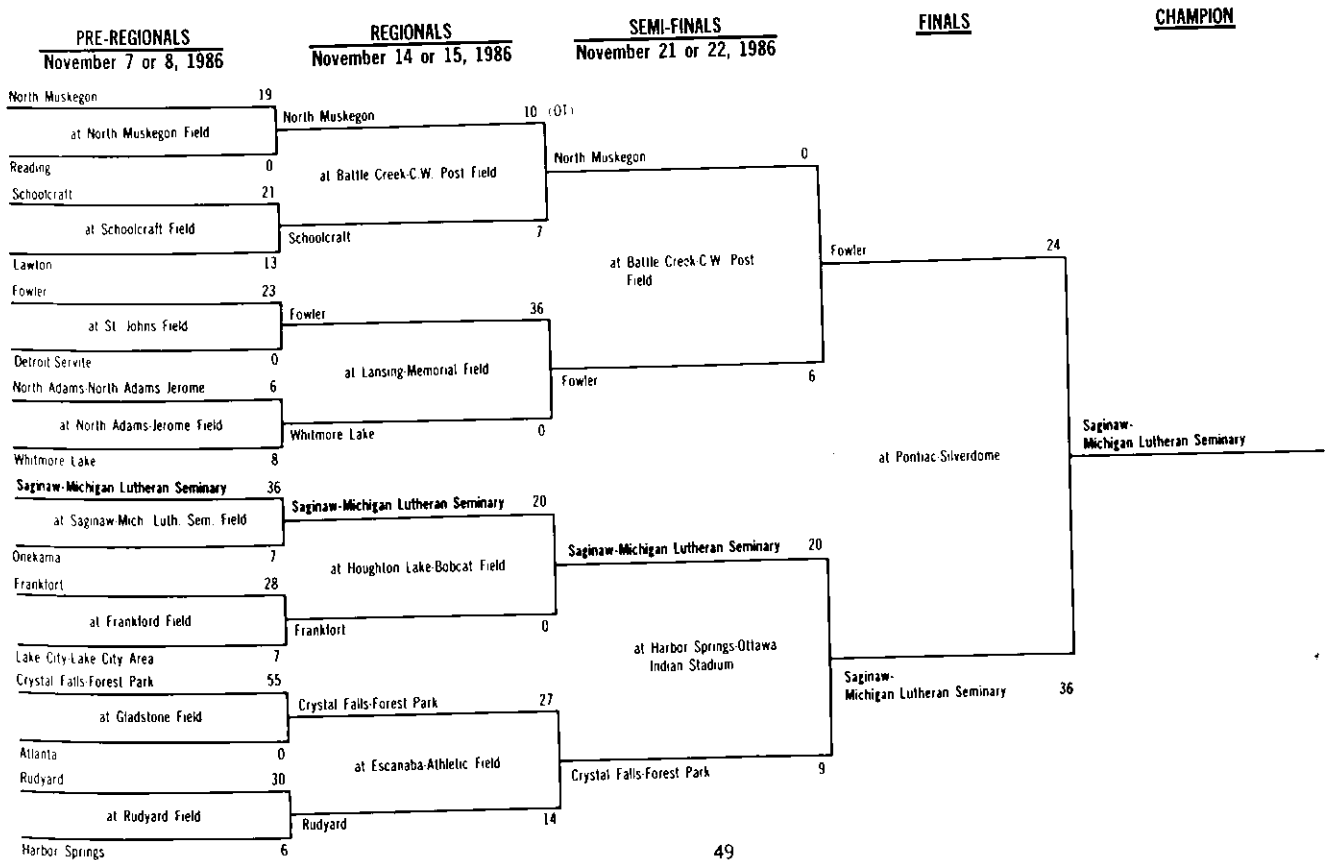 PRE-REGIONALS
November 7 or 8, 1986
REGIONALS
November 14 or 15, 1986
SEMI-FINALS
November 21 or 22, 1986
FINALS
CHAMPION
North Muskegon 19
at North Muskegon Field
Reading 0
Schoolcraft 21
at Schoolcraft Field
Lawton 13
Fowler 23
at St. Johns Field
Detroit Servite 0
North Adams-North Adams Jerome 6
at North Adams-Jerome Field
Whitmore Lake 8
Saginaw-Michigan Lutheran Seminary 36
at Saginaw-Mich. Luth. Sem. Field
Onekama 7
Frankfort 28
at Frankford Field
Lake City-Lake City Area 7
Crystal Falls-Forest Park 55
at Gladstone Field
Atlanta 0
Rudyard 30
at Rudyard Field
Harbor Springs 6
North Muskegon 10 (OT)
at Battle Creek-C.W. Post Field
Schoolcraft 7
Fowler 36
at Lansing-Memorial Field
Whitmore Lake 0
Saginaw-Michigan Lutheran Seminary 20
at Houghton Lake-Bobcat Field
Frankfort 0
Crystal Falls-Forest Park 27
at Escanaba-Athletic Field
Rudyard 14
North Muskegon 0
at Battle Creek-C.W. Post
Field
Fowler 6
Saginaw-Michigan Lutheran Seminary 20
at Harbor Springs-Ottawa
Indian Stadium
Crystal Falls-Forest Park 9
Fowler 24
at Pontiac-Silverdome
Saginaw-
Michigan Lutheran Seminary 36
Saginaw-
Michigan Lutheran Seminary
49